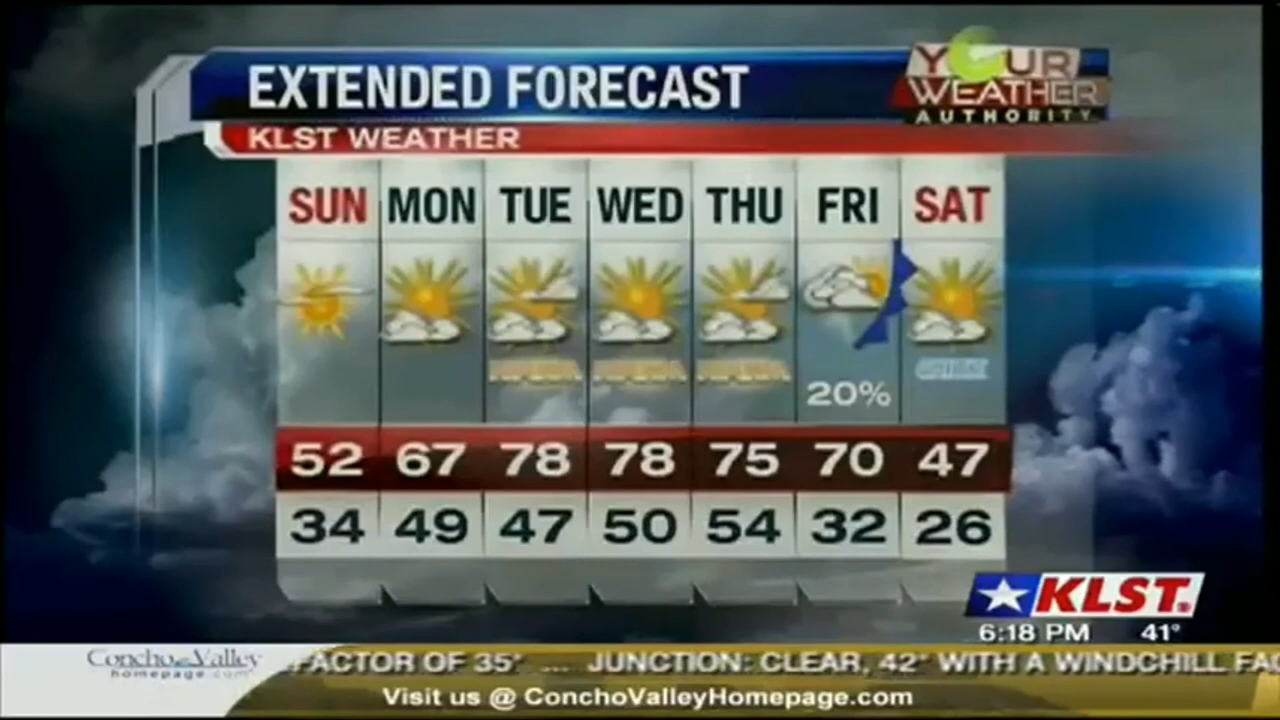 EXTENDED FORECAST
YOUR
WEATHER
AUTHORITY
KLST WEATHER
SUN MON TUE WED THU FRI SAT
20%
52 67 78 78 75 70 47
34 49 47 50 54 32 26
KLST
6:18 PM 41°
Concho Valley
homepage.com
FACTOR OF 35° ... JUNCTION: CLEAR, 42° WITH A WINDCHILL FAC
Visit us @ ConchoValleyHomepage.com